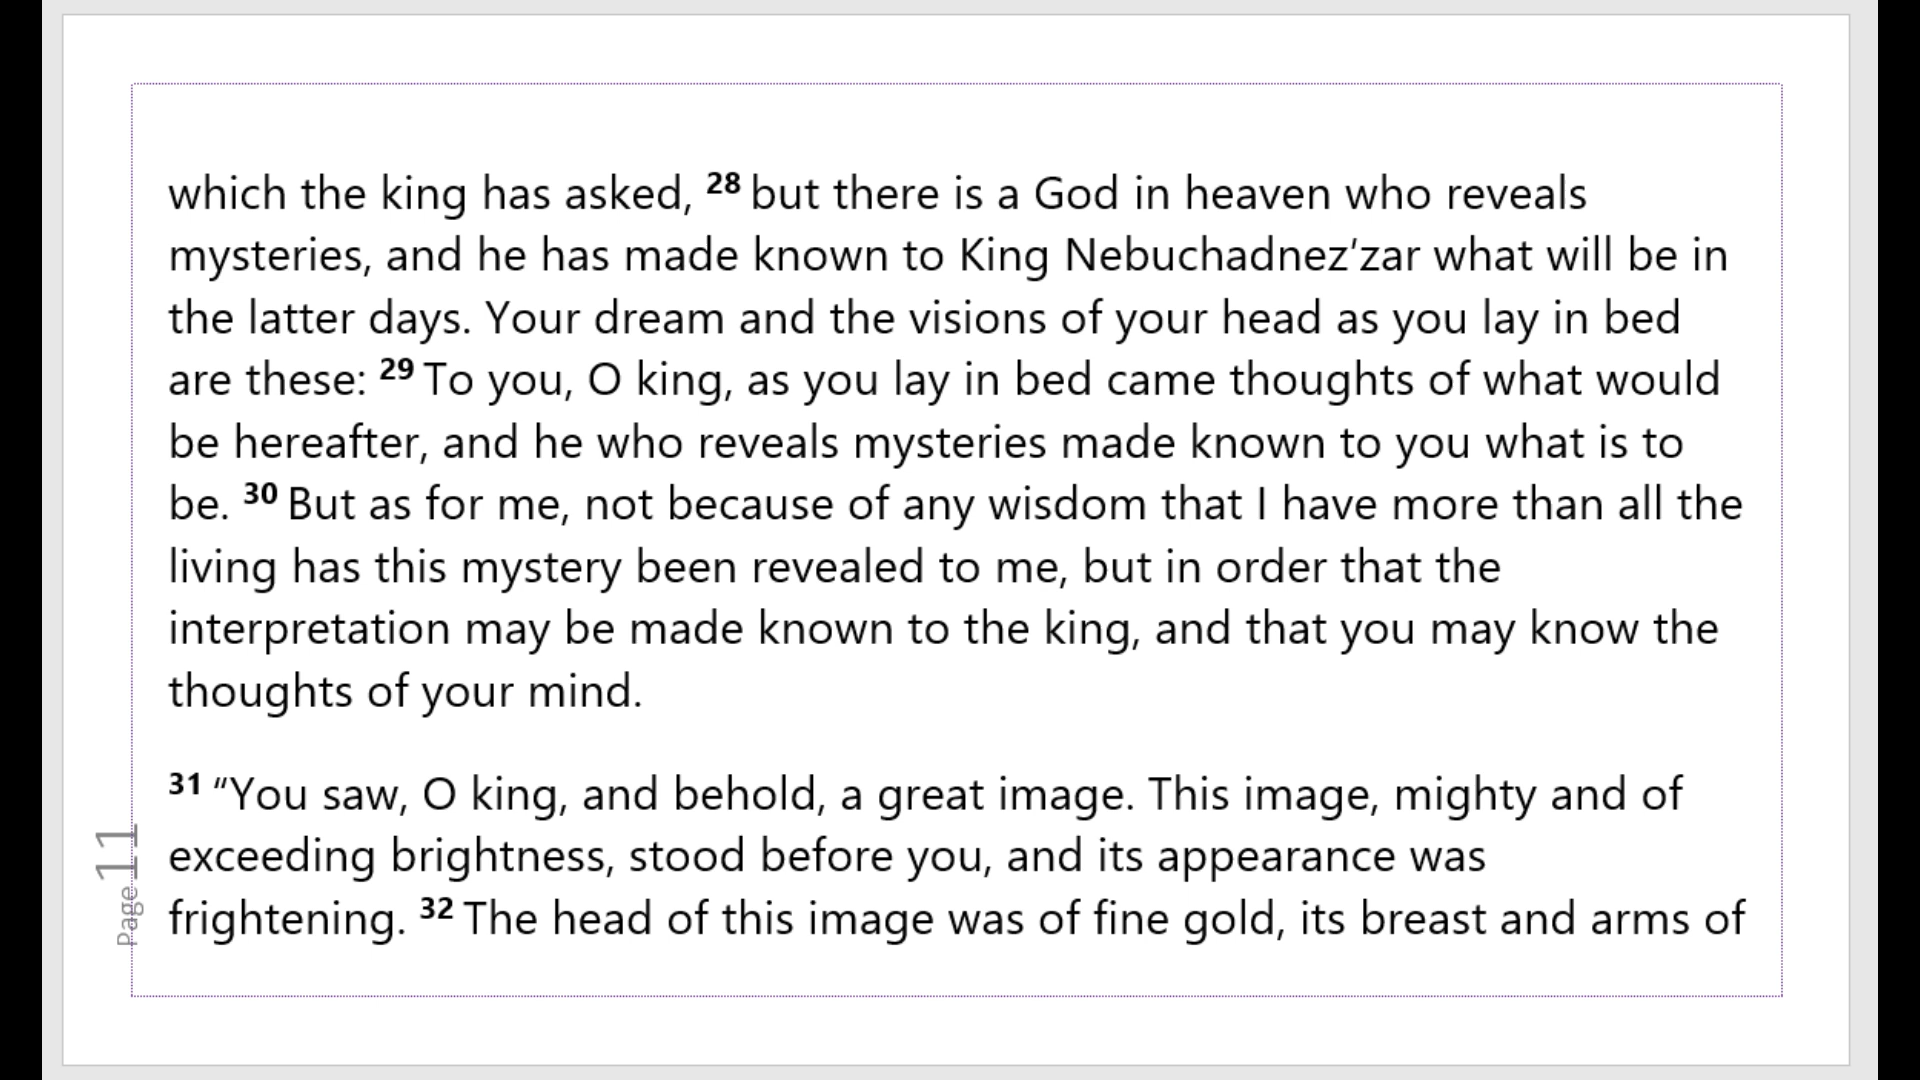 which the king has asked, 28 but there is a God in heaven who reveals
mysteries, and he has made known to King Nebuchadnez′zar what will be in
the latter days. Your dream and the visions of your head as you lay in bed
are these: 29 To you, O king, as you lay in bed came thoughts of what would
be hereafter, and he who reveals mysteries made known to you what is to
be. 30 But as for me, not because of any wisdom that I have more than all the
living has this mystery been revealed to me, but in order that the
interpretation may be made known to the king, and that you may know the
thoughts of your mind.
31 “You saw, O king, and behold, a great image. This image, mighty and of
exceeding brightness, stood before you, and its appearance was
frightening. 32 The head of this image was of fine gold, its breast and arms of
Page 11